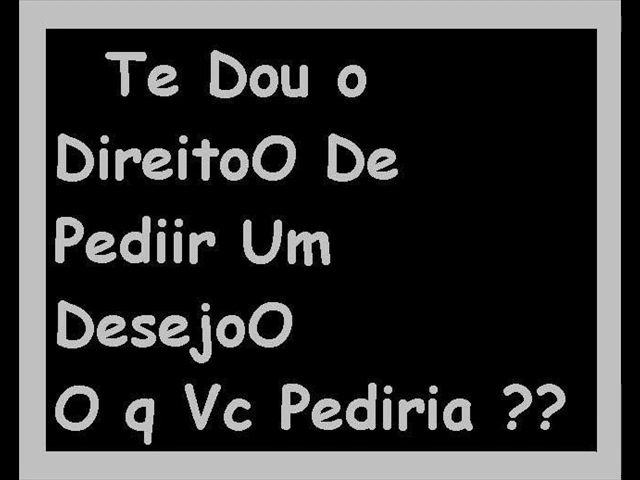 Te Dou o
DireitoO De
Pediir Um
DesejoO
O q Vc Pediria ??